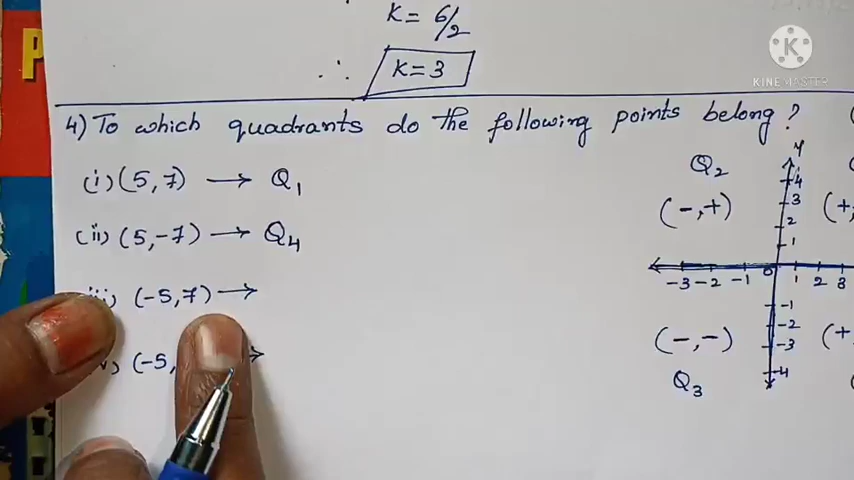 K = 6/2
∴ K = 3
4) To which quadrants do the following points belong?
(i) (5, 7) → Q1
(ii) (5, -7) → Q4
(-5, 7) →
(-5,
Q2
(-, +)
(+,
(-, -)
(+,
Q3
Y
4
3
2
1
-3 -2 -1 0 1 2 3
-1
-2
-3
-4
K
KINEMASTER
P